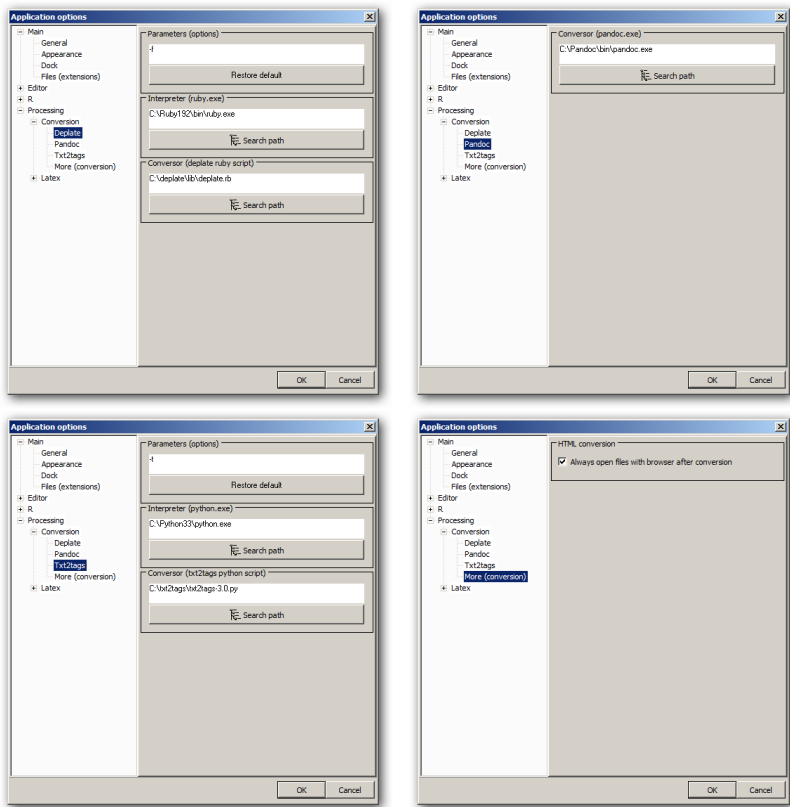 Application options
Main
General
Appearance
Dock
Files (extensions)
Editor
R
Processing
Conversion
Deplate
Pandoc
Txt2tags
More (conversion)
Latex
Parameters (options)
-f
Restore default
Interpreter (ruby.exe)
C:\Ruby192\bin\ruby.exe
Search path
Conversor (deplate ruby script)
C:\deplate\lib\deplate.rb
Search path
OK Cancel
Application options
Main
General
Appearance
Dock
Files (extensions)
Editor
R
Processing
Conversion
Deplate
Pandoc
Txt2tags
More (conversion)
Latex
Conversor (pandoc.exe)
C:\Pandoc\bin\pandoc.exe
Search path
OK Cancel
Application options
Main
General
Appearance
Dock
Files (extensions)
Editor
R
Processing
Conversion
Deplate
Pandoc
Txt2tags
More (conversion)
Latex
Parameters (options)
Restore default
Interpreter (python.exe)
C:\Python33\python.exe
Search path
Conversor (txt2tags python script)
C:\txt2tags\txt2tags-3.0.py
Search path
OK Cancel
Application options
Main
General
Appearance
Dock
Files (extensions)
Editor
R
Processing
Conversion
Deplate
Pandoc
Txt2tags
More (conversion)
Latex
HTML conversion
Always open files with browser after conversion
OK Cancel